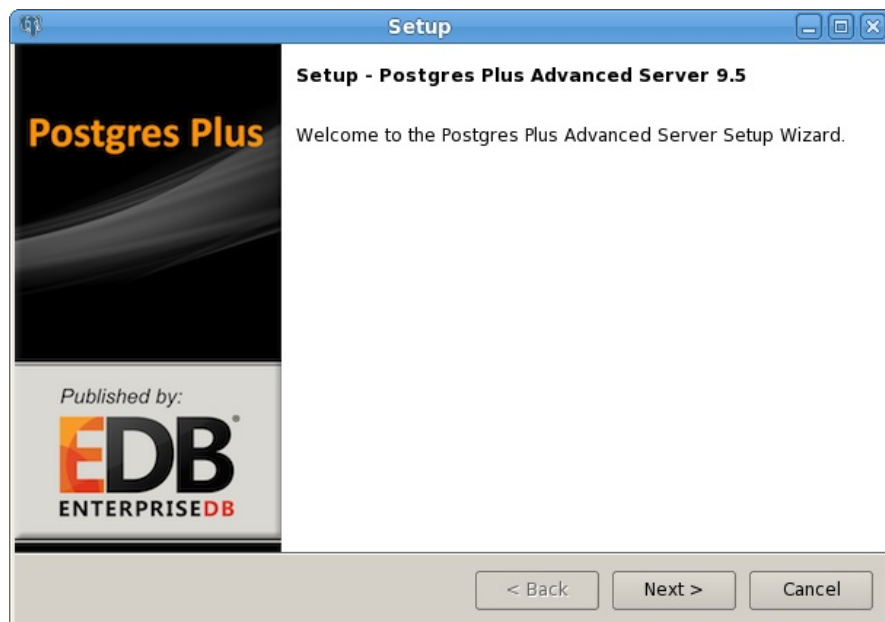 Setup
Postgres Plus
Setup - Postgres Plus Advanced Server 9.5
Welcome to the Postgres Plus Advanced Server Setup Wizard.
Published by:
EDB®
ENTERPRISEDB
< Back
Next >
Cancel